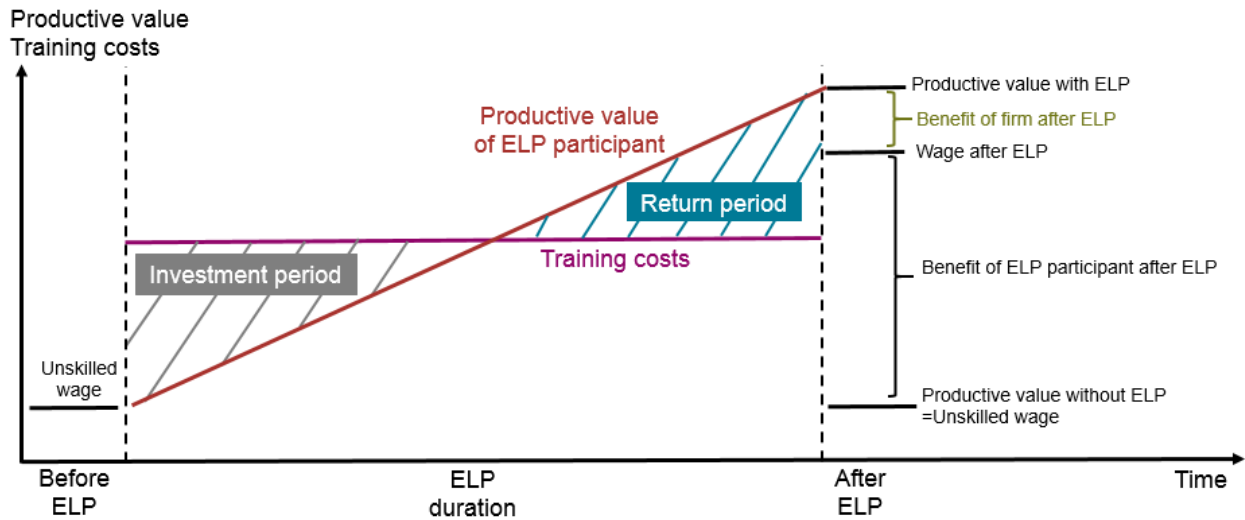 Productive value
Training costs
Productive value
of ELP participant
Productive value with ELP
Benefit of firm after ELP
Wage after ELP
Return period
Training costs
Investment period
Benefit of ELP participant after ELP
Unskilled
wage
Productive value without ELP
=Unskilled wage
Before
ELP
ELP
duration
After
ELP
Time